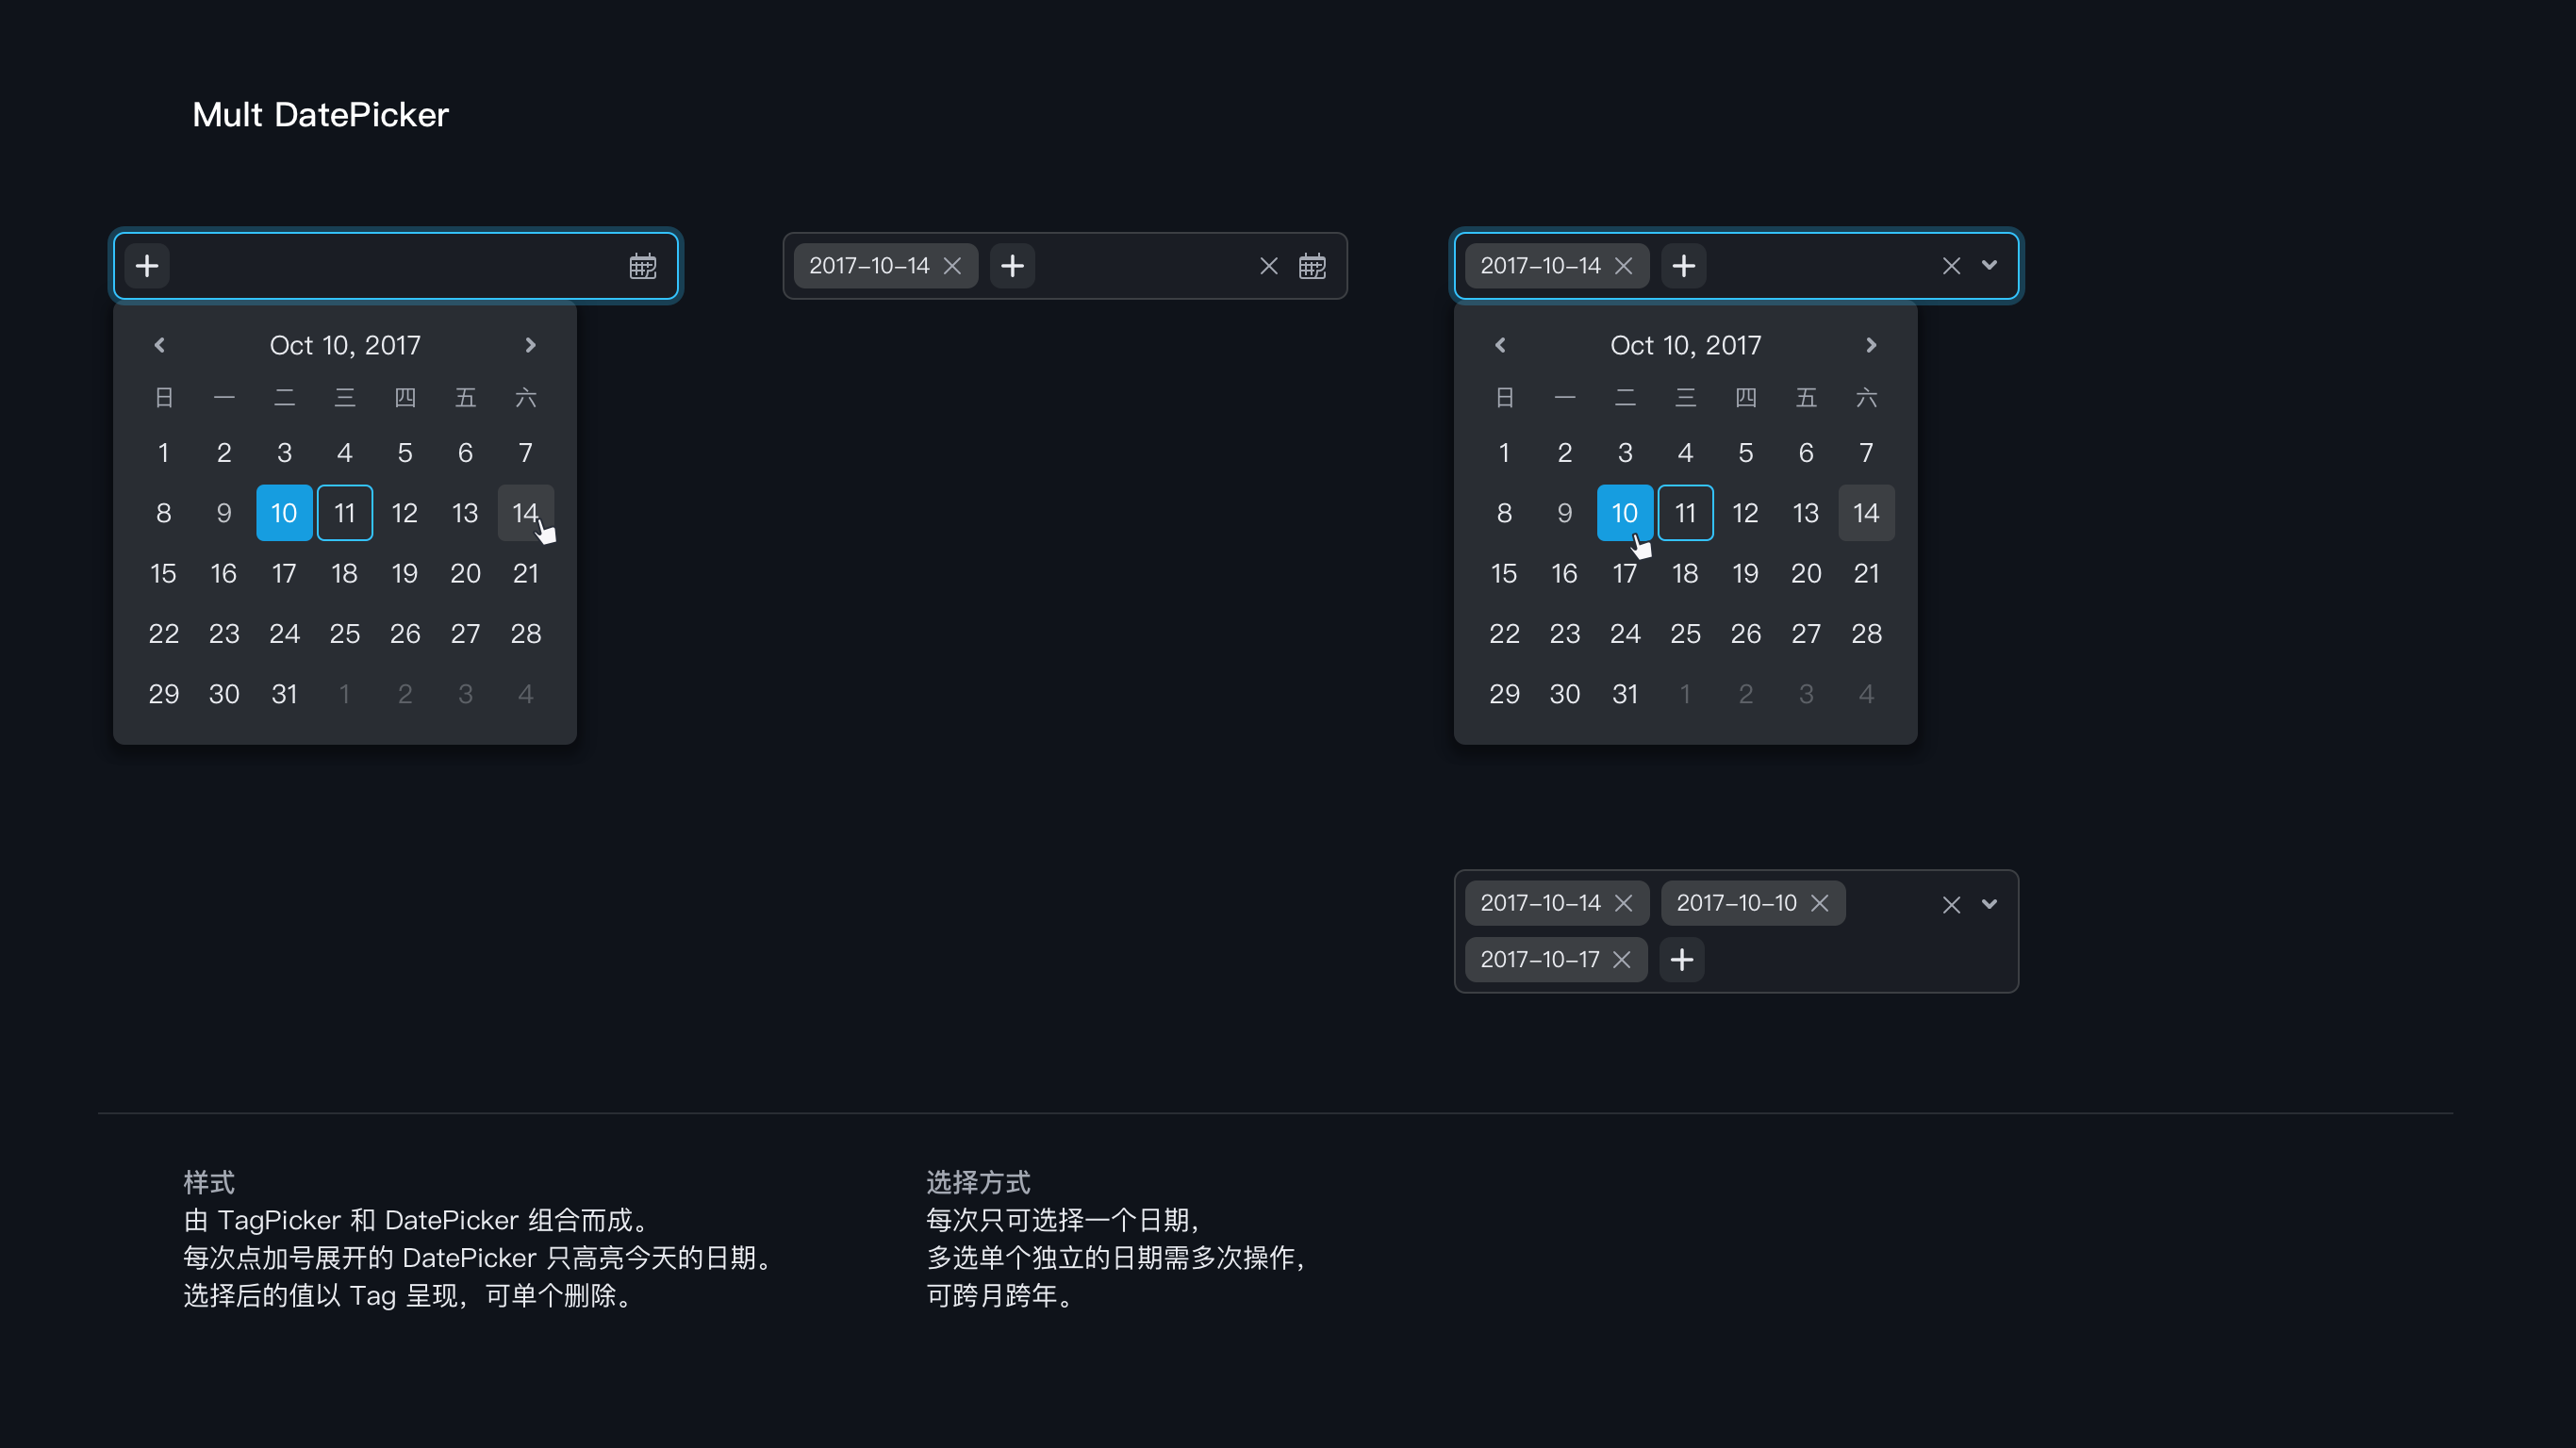 Mult DatePicker
Oct 10, 2017
日 一 二 三 四 五 六
1 2 3 4 5 6 7
8 9 10 11 12 13 14
15 16 17 18 19 20 21
22 23 24 25 26 27 28
29 30 31 1 2 3 4
2017-10-14
2017-10-14
Oct 10, 2017
日 一 二 三 四 五 六
1 2 3 4 5 6 7
8 9 10 11 12 13 14
15 16 17 18 19 20 21
22 23 24 25 26 27 28
29 30 31 1 2 3 4
2017-10-14 2017-10-10
2017-10-17
样式
由 TagPicker 和 DatePicker 组合而成。
每次点加号展开的 DatePicker 只高亮今天的日期。
选择后的值以 Tag 呈现，可单个删除。
选择方式
每次只可选择一个日期，
多选单个独立的日期需多次操作，
可跨月跨年。